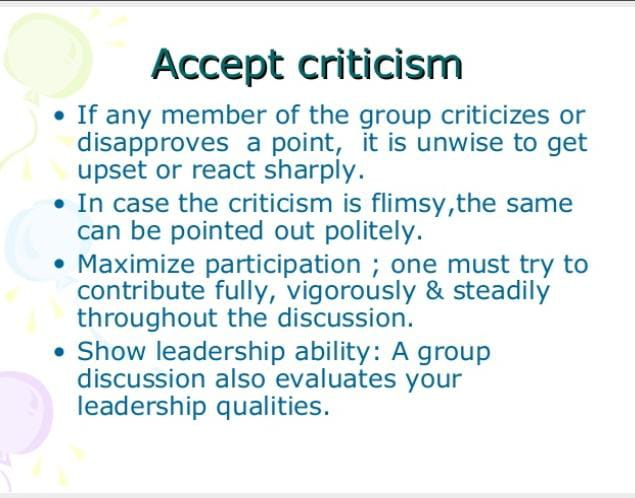 Accept criticism
• If any member of the group criticizes or
disapproves  a point,  it is unwise to get
upset or react sharply.
• In case the criticism is flimsy,the same
can be pointed out politely.
• Maximize participation ; one must try to
contribute fully, vigorously & steadily
throughout the discussion.
• Show leadership ability: A group
discussion also evaluates your
leadership qualities.